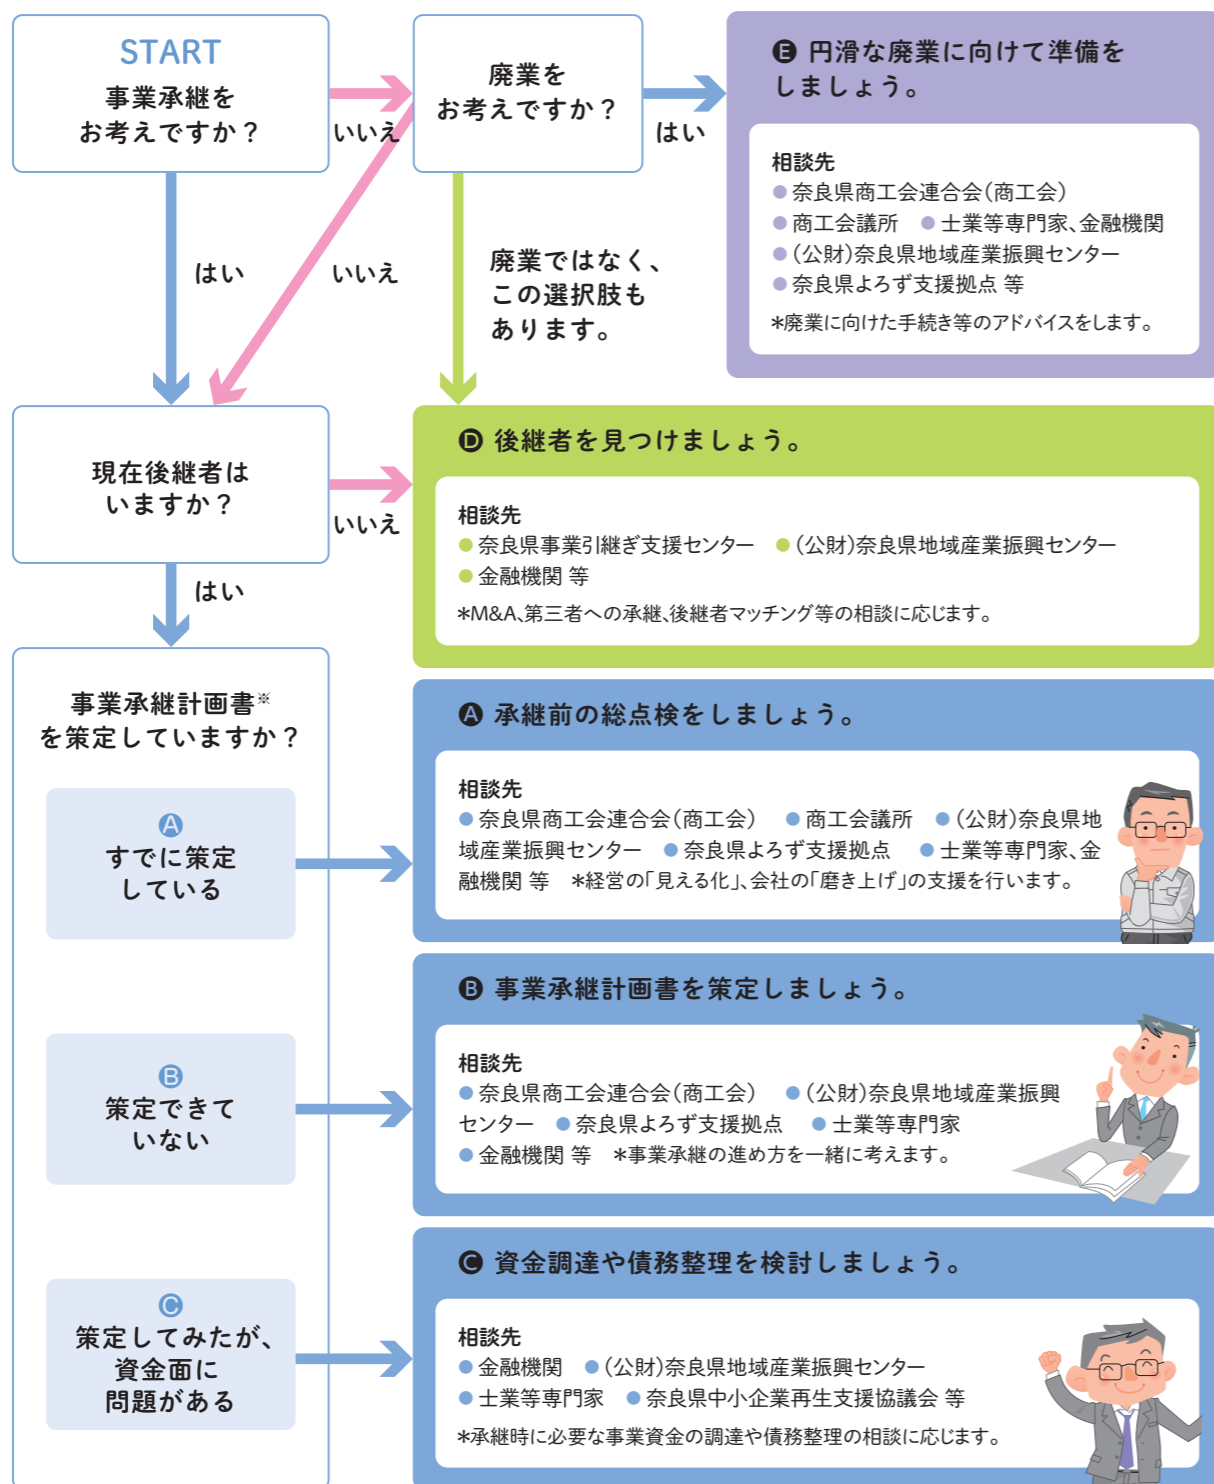 START
事業承継を
お考えですか？
いいえ
廃業を
お考えですか？
はい
🅔 円滑な廃業に向けて準備を
しましょう。
相談先
●奈良県商工会連合会（商工会）
●商工会議所 ●士業等専門家、金融機関
●（公財）奈良県地域産業振興センター
●奈良県よろず支援拠点 等
＊廃業に向けた手続き等のアドバイスをします。
はい
いいえ
廃業ではなく、
この選択肢も
あります。
現在後継者は
いますか？
いいえ
はい
🅓 後継者を見つけましょう。
相談先
●奈良県事業引継ぎ支援センター ●（公財）奈良県地域産業振興センター
●金融機関 等
＊M&A、第三者への承継、後継者マッチング等の相談に応じます。
事業承継計画書※
を策定していますか？
🅐
すでに策定
している
🅐 承継前の総点検をしましょう。
相談先
●奈良県商工会連合会（商工会） ●商工会議所 ●（公財）奈良県地
域産業振興センター ●奈良県よろず支援拠点 ●士業等専門家、金
融機関 等 ＊経営の「見える化」、会社の「磨き上げ」の支援を行います。
🅑
策定できて
いない
🅑 事業承継計画書を策定しましょう。
相談先
●奈良県商工会連合会（商工会） ●（公財）奈良県地域産業振興
センター ●奈良県よろず支援拠点 ●士業等専門家
●金融機関 等 ＊事業承継の進め方を一緒に考えます。
🅒
策定してみたが、
資金面に
問題がある
🅒 資金調達や債務整理を検討しましょう。
相談先
●金融機関 ●（公財）奈良県地域産業振興センター
●士業等専門家 ●奈良県中小企業再生支援協議会 等
＊承継時に必要な事業資金の調達や債務整理の相談に応じます。